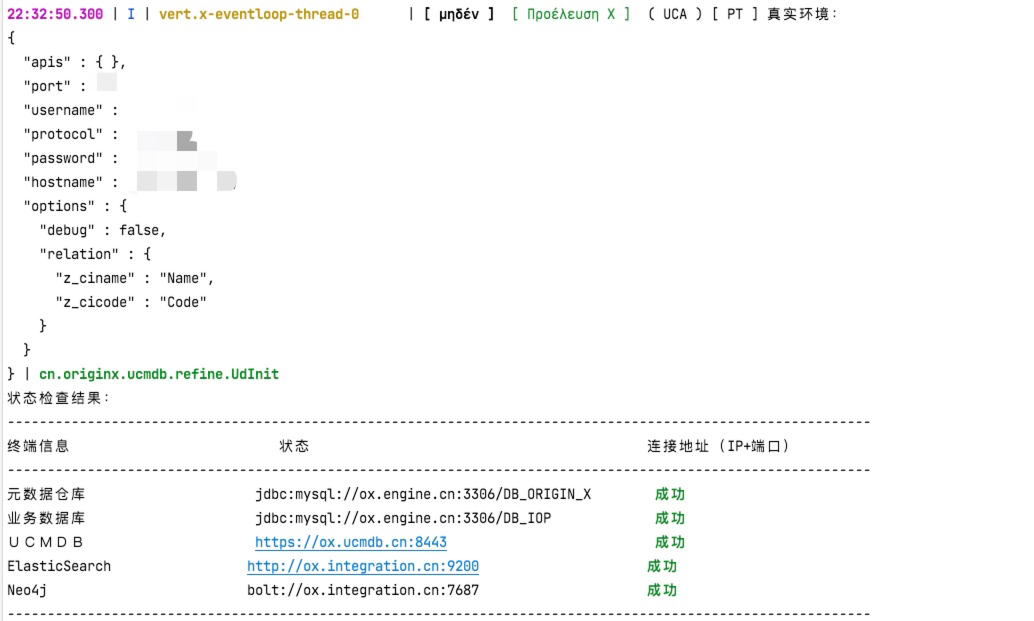 22:32:50.300 | I | vert.x-eventloop-thread-0 | [ μηδέν ] [ Προέλευση Χ ] ( UCA ) [ PT ] 真实环境：
{
"apis" : { },
"port" :
"username" :
"protocol" :
"password" :
"hostname" :
"options" : {
"debug" : false,
"relation" : {
"z_ciname" : "Name",
"z_cicode" : "Code"
}
}
} | cn.originx.ucmdb.refine.UdInit
状态检查结果：
--------------------------------------------------------------------------------------------------------------
终端信息 状态 连接地址（IP+端口）
--------------------------------------------------------------------------------------------------------------
元数据仓库 jdbc:mysql://ox.engine.cn:3306/DB_ORIGIN_X 成功
业务数据库 jdbc:mysql://ox.engine.cn:3306/DB_IOP 成功
ＵＣＭＤＢ https://ox.ucmdb.cn:8443 成功
ElasticSearch http://ox.integration.cn:9200 成功
Neo4j bolt://ox.integration.cn:7687 成功
--------------------------------------------------------------------------------------------------------------